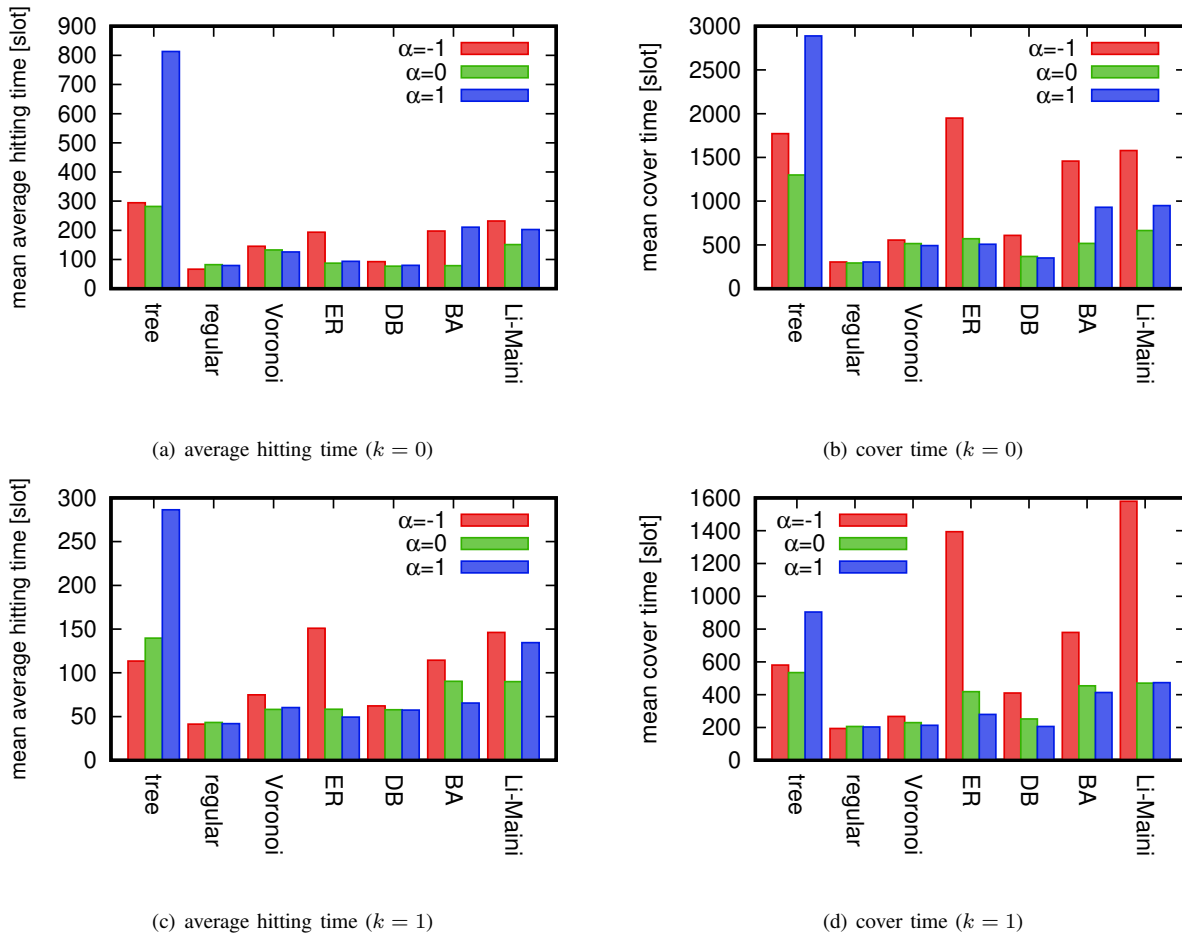 mean average hitting time [slot]
900
800
700
600
500
400
300
200
100
0
α=-1
α=0
α=1
tree
regular
Voronoi
ER
DB
BA
Li-Maini
(a) average hitting time (k = 0)
mean cover time [slot]
3000
2500
2000
1500
1000
500
0
α=-1
α=0
α=1
tree
regular
Voronoi
ER
DB
BA
Li-Maini
(b) cover time (k = 0)
mean average hitting time [slot]
300
250
200
150
100
50
0
α=-1
α=0
α=1
tree
regular
Voronoi
ER
DB
BA
Li-Maini
(c) average hitting time (k = 1)
mean cover time [slot]
1600
1400
1200
1000
800
600
400
200
0
α=-1
α=0
α=1
tree
regular
Voronoi
ER
DB
BA
Li-Maini
(d) cover time (k = 1)